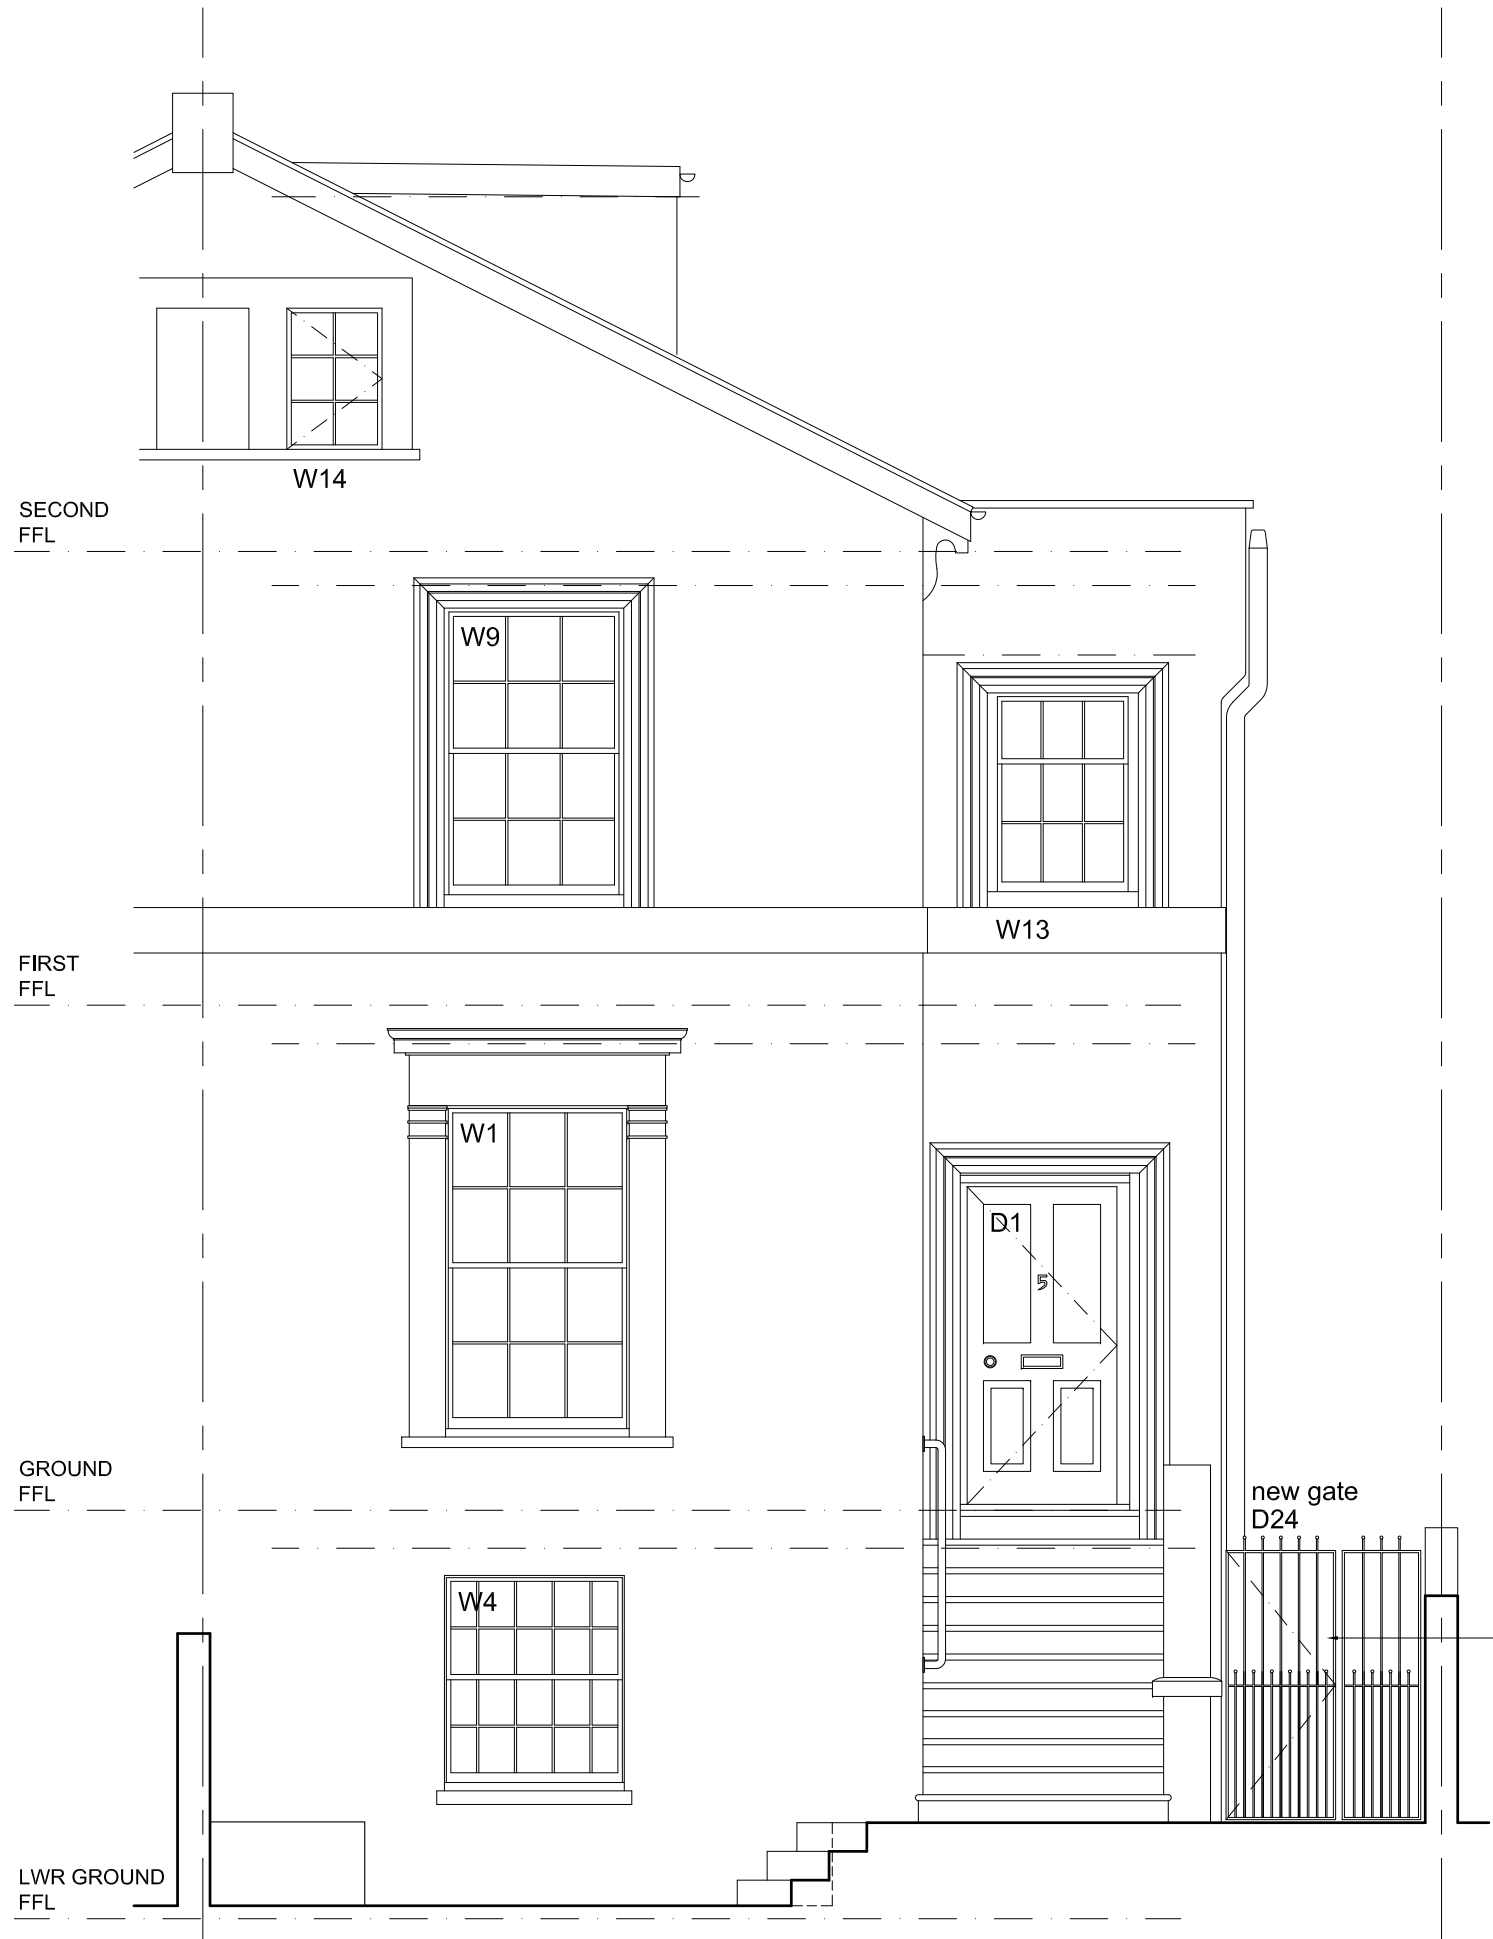 W14
SECOND
FFL
W9
W13
FIRST
FFL
W1
D1
5
GROUND
FFL
new gate
D24
W4
LWR GROUND
FFL